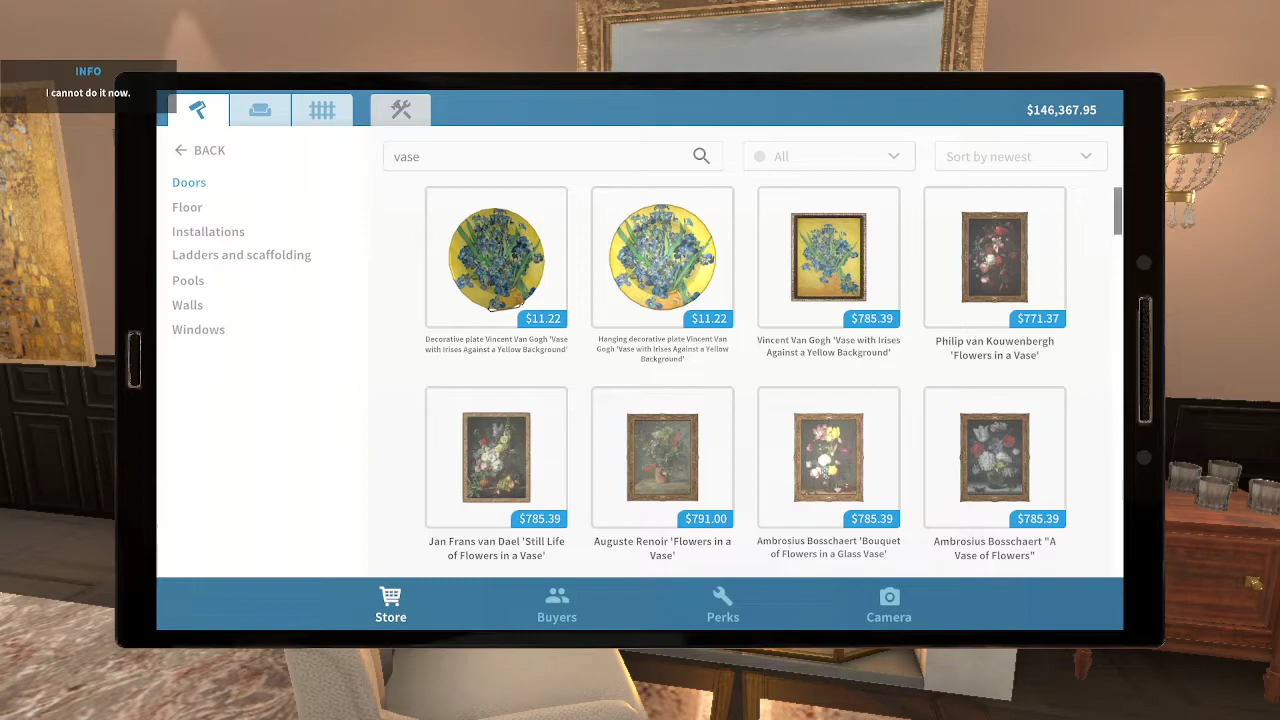 INFO
I cannot do it now.
$146,367.95
BACK
vase
All
Sort by newest
Doors
Floor
Installations
Ladders and scaffolding
Pools
Walls
Windows
$11.22
$11.22
$785.39
$771.37
Decorative plate Vincent Van Gogh 'Vase
with Irises Against a Yellow Background'
Hanging decorative plate Vincent Van
Gogh 'Vase with Irises Against a Yellow
Background'
Vincent Van Gogh 'Vase with Irises
Against a Yellow Background'
Philip van Kouwenbergh
'Flowers in a Vase'
$785.39
$791.00
$785.39
$785.39
Jan Frans van Dael 'Still Life
of Flowers in a Vase'
Auguste Renoir 'Flowers in a
Vase'
Ambrosius Bosschaert 'Bouquet
of Flowers in a Glass Vase'
Ambrosius Bosschaert "A
Vase of Flowers"
Store
Buyers
Perks
Camera